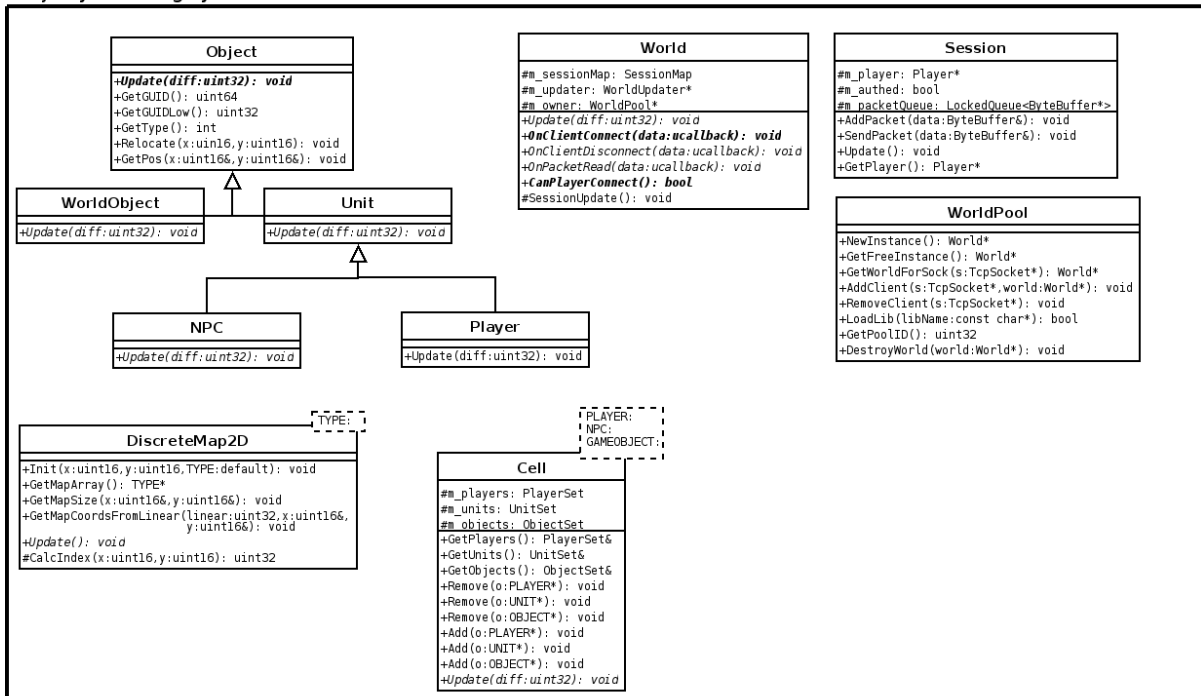 Object
+Update(diff:uint32): void
+GetGUID(): uint64
+GetGUIDLow(): uint32
+GetType(): int
+Relocate(x:uin16,y:uint16): void
+GetPos(x:uint16&,y:uint16&): void
WorldObject
+Update(diff:uint32): void
Unit
+Update(diff:uint32): void
NPC
+Update(diff:uint32): void
Player
+Update(diff:uint32): void
World
#m_sessionMap: SessionMap
#m_updater: WorldUpdater*
#m_owner: WorldPool*
+Update(diff:uint32): void
+OnClientConnect(data:ucallback): void
+OnClientDisconnect(data:ucallback): void
+OnPacketRead(data:ucallback): void
+CanPlayerConnect(): bool
#SessionUpdate(): void
Session
#m_player: Player*
#m_authed: bool
#m_packetQueue: LockedQueue<ByteBuffer*>
+AddPacket(data:ByteBuffer&): void
+SendPacket(data:ByteBuffer&): void
+Update(): void
+GetPlayer(): Player*
WorldPool
+NewInstance(): World*
+GetFreeInstance(): World*
+GetWorldForSock(s:TcpSocket*): World*
+AddClient(s:TcpSocket*,world:World*): void
+RemoveClient(s:TcpSocket*): void
+LoadLib(libName:const char*): bool
+GetPoolID(): uint32
+DestroyWorld(world:World*): void
TYPE:
DiscreteMap2D
+Init(x:uint16,y:uint16,TYPE:default): void
+GetMapArray(): TYPE*
+GetMapSize(x:uint16&,y:uint16&): void
+GetMapCoordsFromLinear(linear:uint32,x:uint16&,
y:uint16&): void
+Update(): void
#CalcIndex(x:uint16,y:uint16): uint32
PLAYER:
NPC:
GAMEOBJECT:
Cell
#m_players: PlayerSet
#m_units: UnitSet
#m_objects: ObjectSet
+GetPlayers(): PlayerSet&
+GetUnits(): UnitSet&
+GetObjects(): ObjectSet&
+Remove(o:PLAYER*): void
+Remove(o:UNIT*): void
+Remove(o:OBJECT*): void
+Add(o:PLAYER*): void
+Add(o:UNIT*): void
+Add(o:OBJECT*): void
+Update(diff:uint32): void